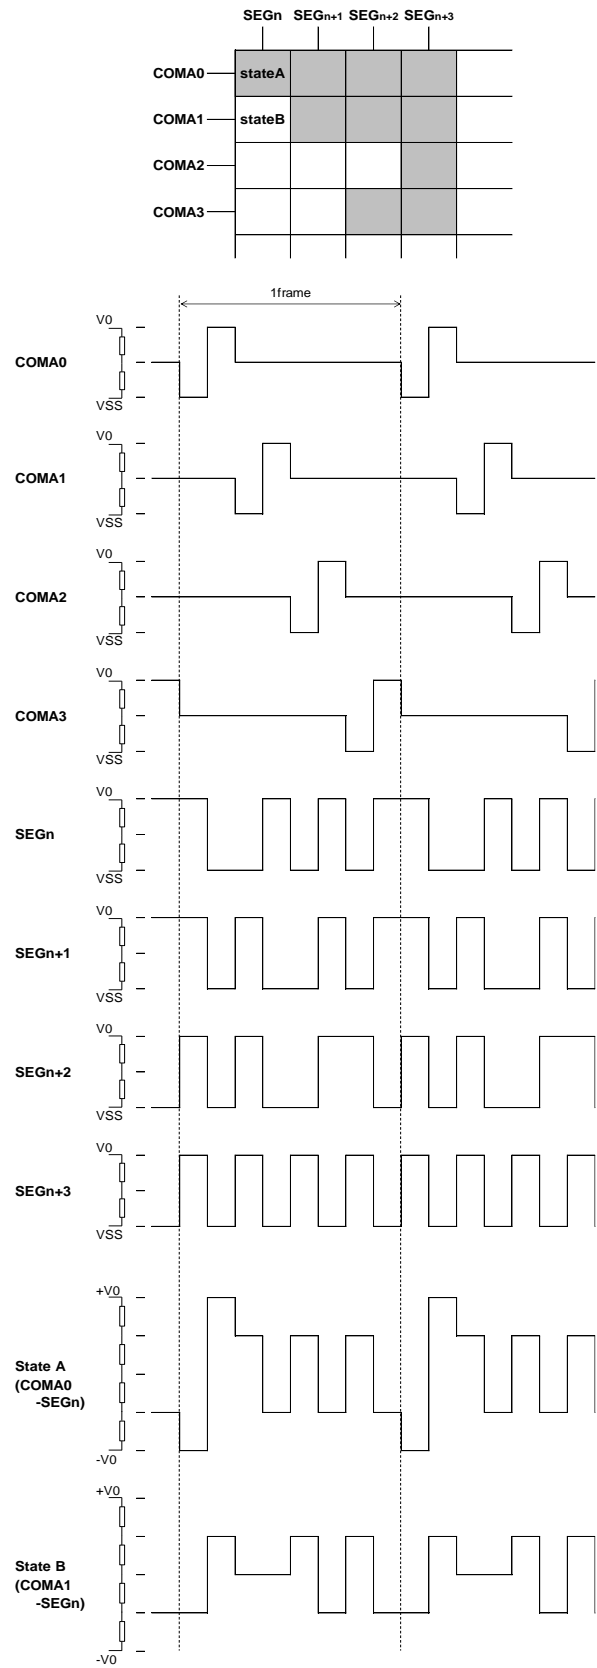 SEGn SEGn+1 SEGn+2 SEGn+3
COMA0 stateA
COMA1 stateB
COMA2
COMA3
1frame
V0
COMA0
VSS
V0
COMA1
VSS
V0
COMA2
VSS
V0
COMA3
VSS
V0
SEGn
VSS
V0
SEGn+1
VSS
V0
SEGn+2
VSS
V0
SEGn+3
VSS
+V0
State A
(COMA0
-SEGn)
-V0
+V0
State B
(COMA1
-SEGn)
-V0